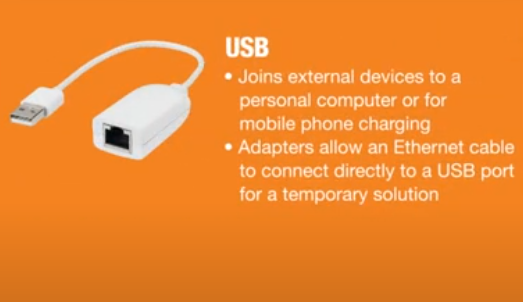 USB
• Joins external devices to a
personal computer or for
mobile phone charging
• Adapters allow an Ethernet cable
to connect directly to a USB port
for a temporary solution